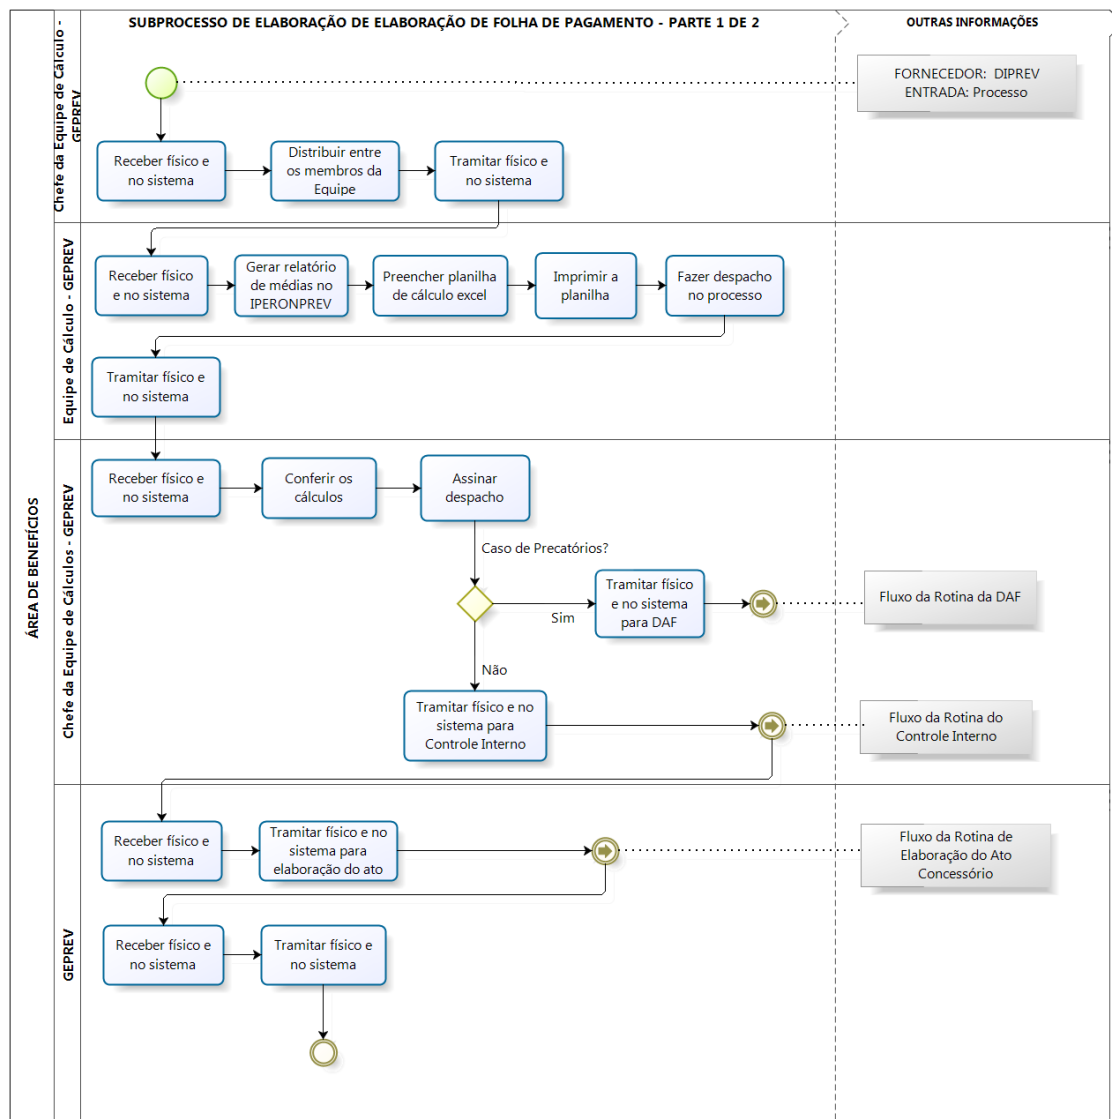 SUBPROCESSO DE ELABORAÇÃO DE ELABORAÇÃO DE FOLHA DE PAGAMENTO - PARTE 1 DE 2
OUTRAS INFORMAÇÕES
ÁREA DE BENEFÍCIOS
Chefe da Equipe de Cálculo -
GEPREV
FORNECEDOR: DIPREV
ENTRADA: Processo
Receber físico e
no sistema
Distribuir entre
os membros da
Equipe
Tramitar físico e
no sistema
Equipe de Cálculo - GEPREV
Receber físico
e no sistema
Gerar relatório
de médias no
IPERONPREV
Preencher planilha
de cálculo excel
Imprimir a
planilha
Fazer despacho
no processo
Tramitar físico e
no sistema
Chefe da Equipe de Cálculos - GEPREV
Receber físico e
no sistema
Conferir os
cálculos
Assinar
despacho
Caso de Precatórios?
Sim
Tramitar físico
e no sistema
para DAF
Fluxo da Rotina da DAF
Não
Tramitar físico e no
sistema para
Controle Interno
Fluxo da Rotina do
Controle Interno
GEPREV
Receber físico e
no sistema
Tramitar físico e no
sistema para
elaboração do ato
Fluxo da Rotina de
Elaboração do Ato
Concessório
Receber físico e
no sistema
Tramitar físico e
no sistema